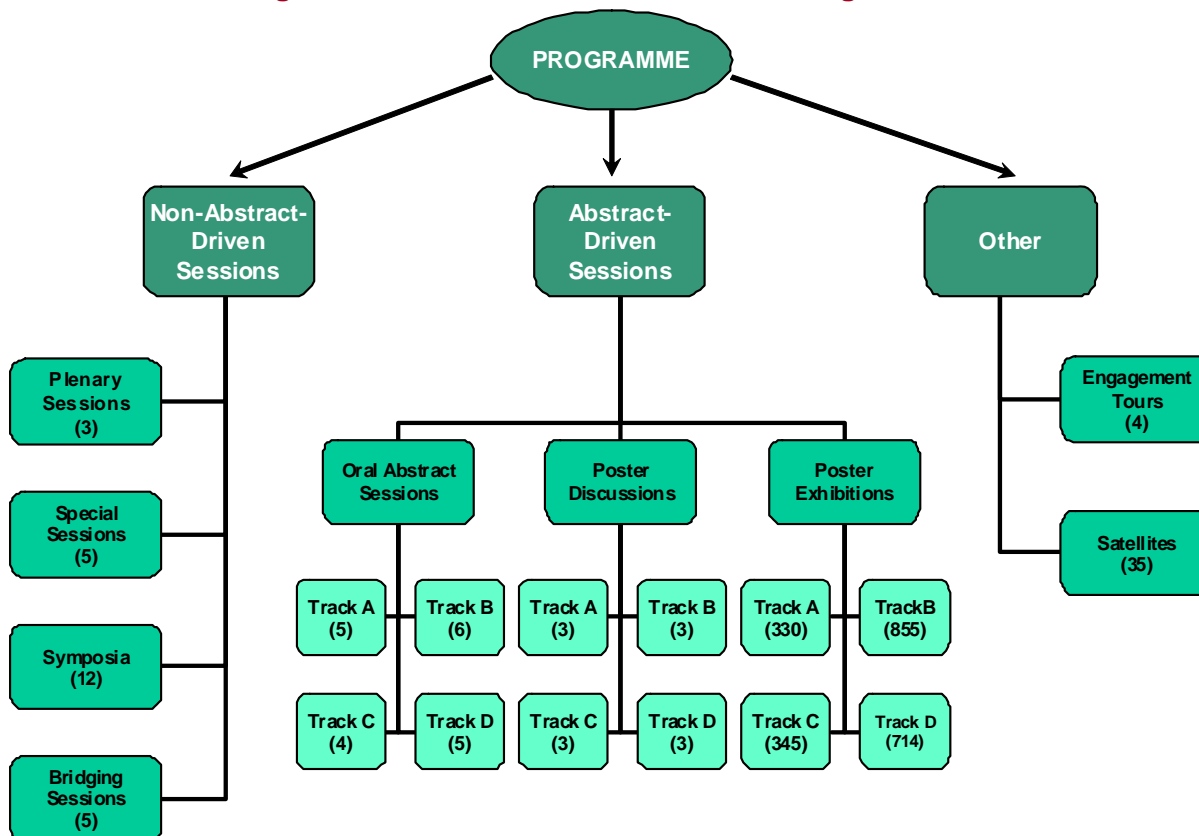 PROGRAMME
Non-Abstract-
Driven
Sessions
Abstract-
Driven
Sessions
Other
Plenary
Sessions
(3)
Special
Sessions
(5)
Symposia
(12)
Bridging
Sessions
(5)
Oral Abstract
Sessions
Poster
Discussions
Poster
Exhibitions
Track A
(5)
Track B
(6)
Track C
(4)
Track D
(5)
Track A
(3)
Track B
(3)
Track C
(3)
Track D
(3)
Track A
(330)
TrackB
(855)
Track C
(345)
Track D
(714)
Engagement
Tours
(4)
Satellites
(35)